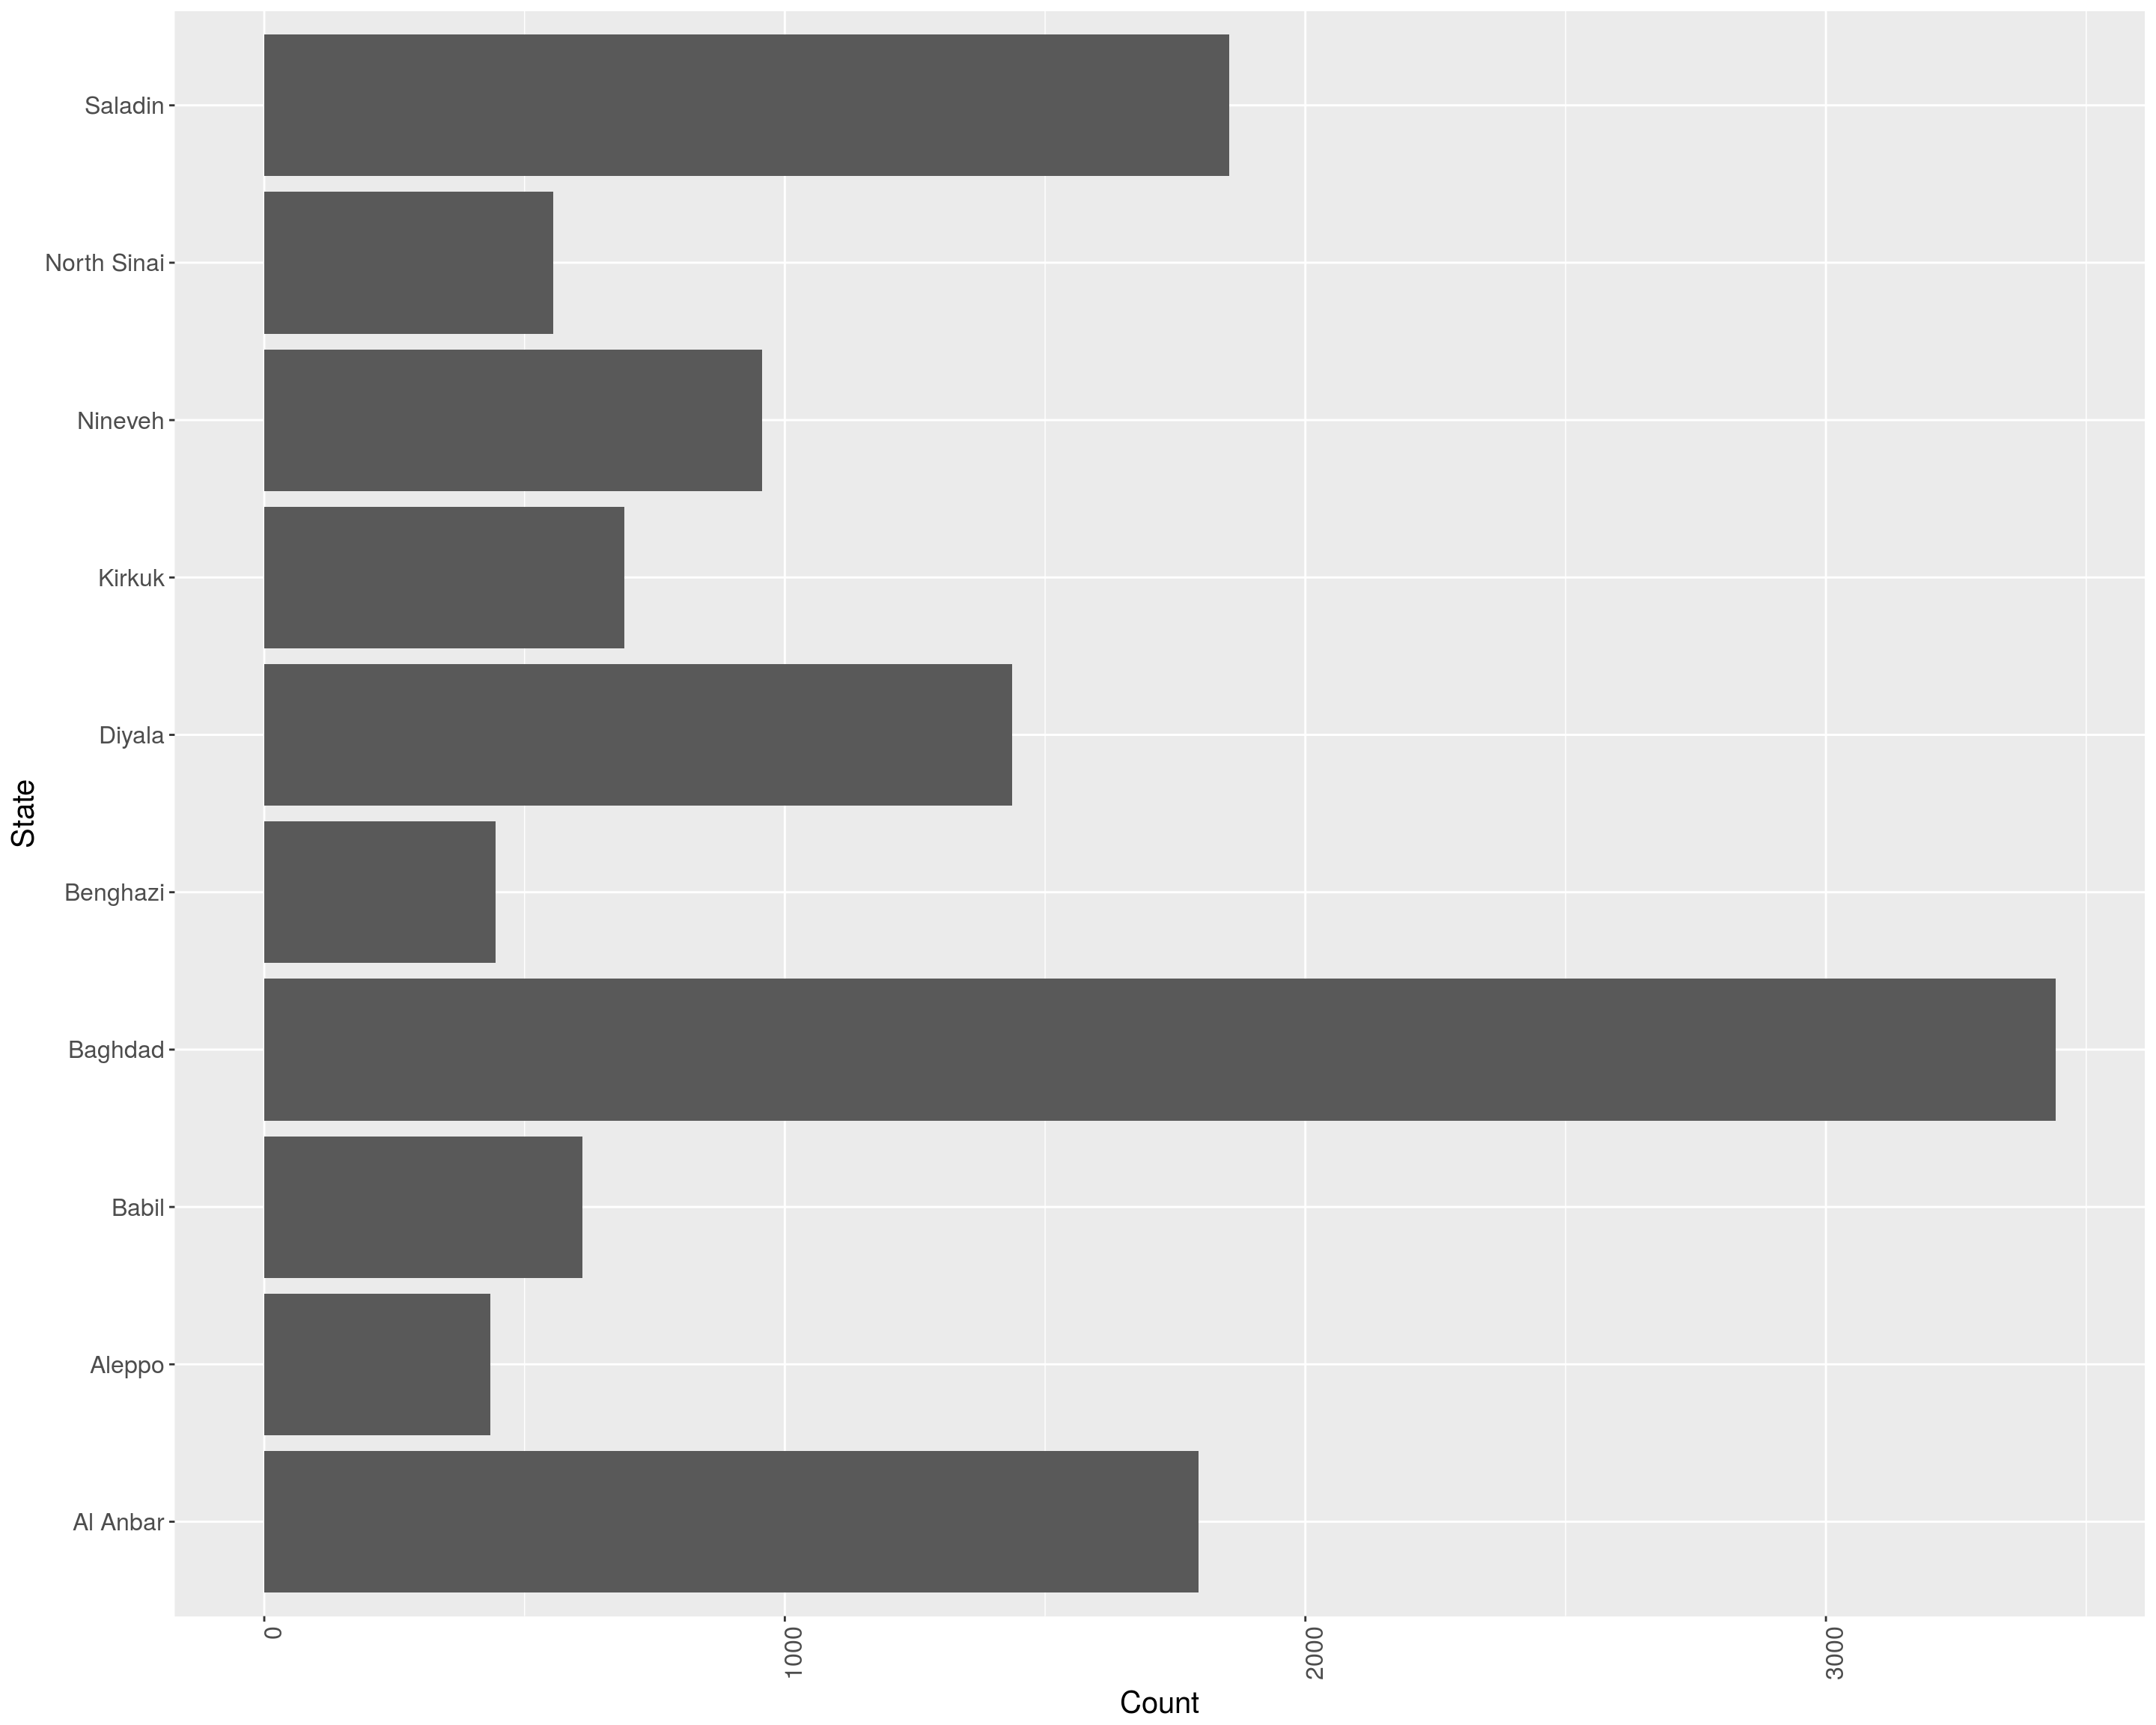 State
Saladin
North Sinai
Nineveh
Kirkuk
Diyala
Benghazi
Baghdad
Babil
Aleppo
Al Anbar
0
1000
2000
3000
Count